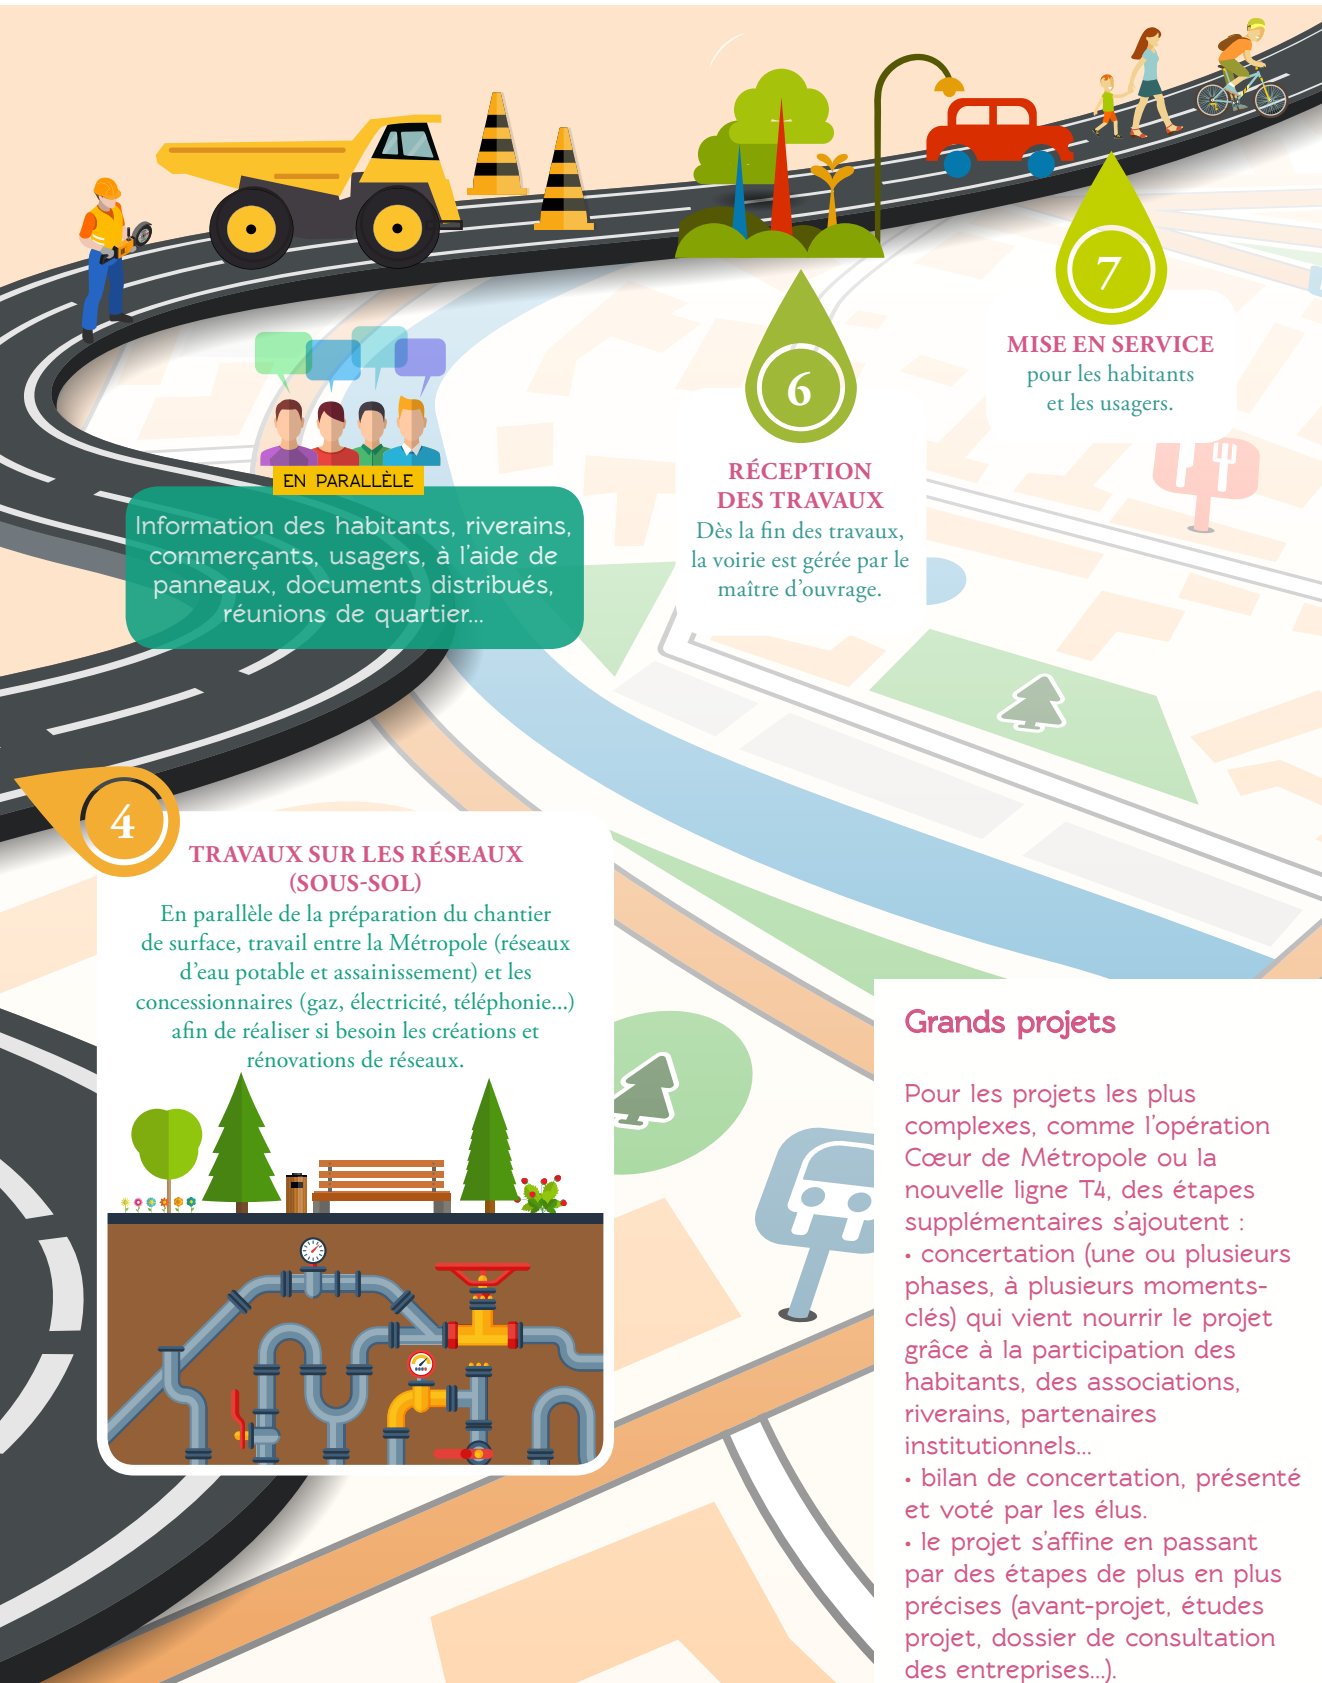 7
MISE EN SERVICE
pour les habitants
et les usagers.
6
RÉCEPTION
DES TRAVAUX
Dès la fin des travaux,
la voirie est gérée par le
maître d'ouvrage.
EN PARALLÈLE
Information des habitants, riverains,
commerçants, usagers, à l'aide de
panneaux, documents distribués,
réunions de quartier...
4
TRAVAUX SUR LES RÉSEAUX
(SOUS-SOL)
En parallèle de la préparation du chantier
de surface, travail entre la Métropole (réseaux
d'eau potable et assainissement) et les
concessionnaires (gaz, électricité, téléphonie...)
afin de réaliser si besoin les créations et
rénovations de réseaux.
Grands projets
Pour les projets les plus
complexes, comme l'opération
Cœur de Métropole ou la
nouvelle ligne T4, des étapes
supplémentaires s'ajoutent :
• concertation (une ou plusieurs
phases, à plusieurs moments-
clés) qui vient nourrir le projet
grâce à la participation des
habitants, des associations,
riverains, partenaires
institutionnels...
• bilan de concertation, présenté
et voté par les élus.
• le projet s'affine en passant
par des étapes de plus en plus
précises (avant-projet, études
projet, dossier de consultation
des entreprises...).